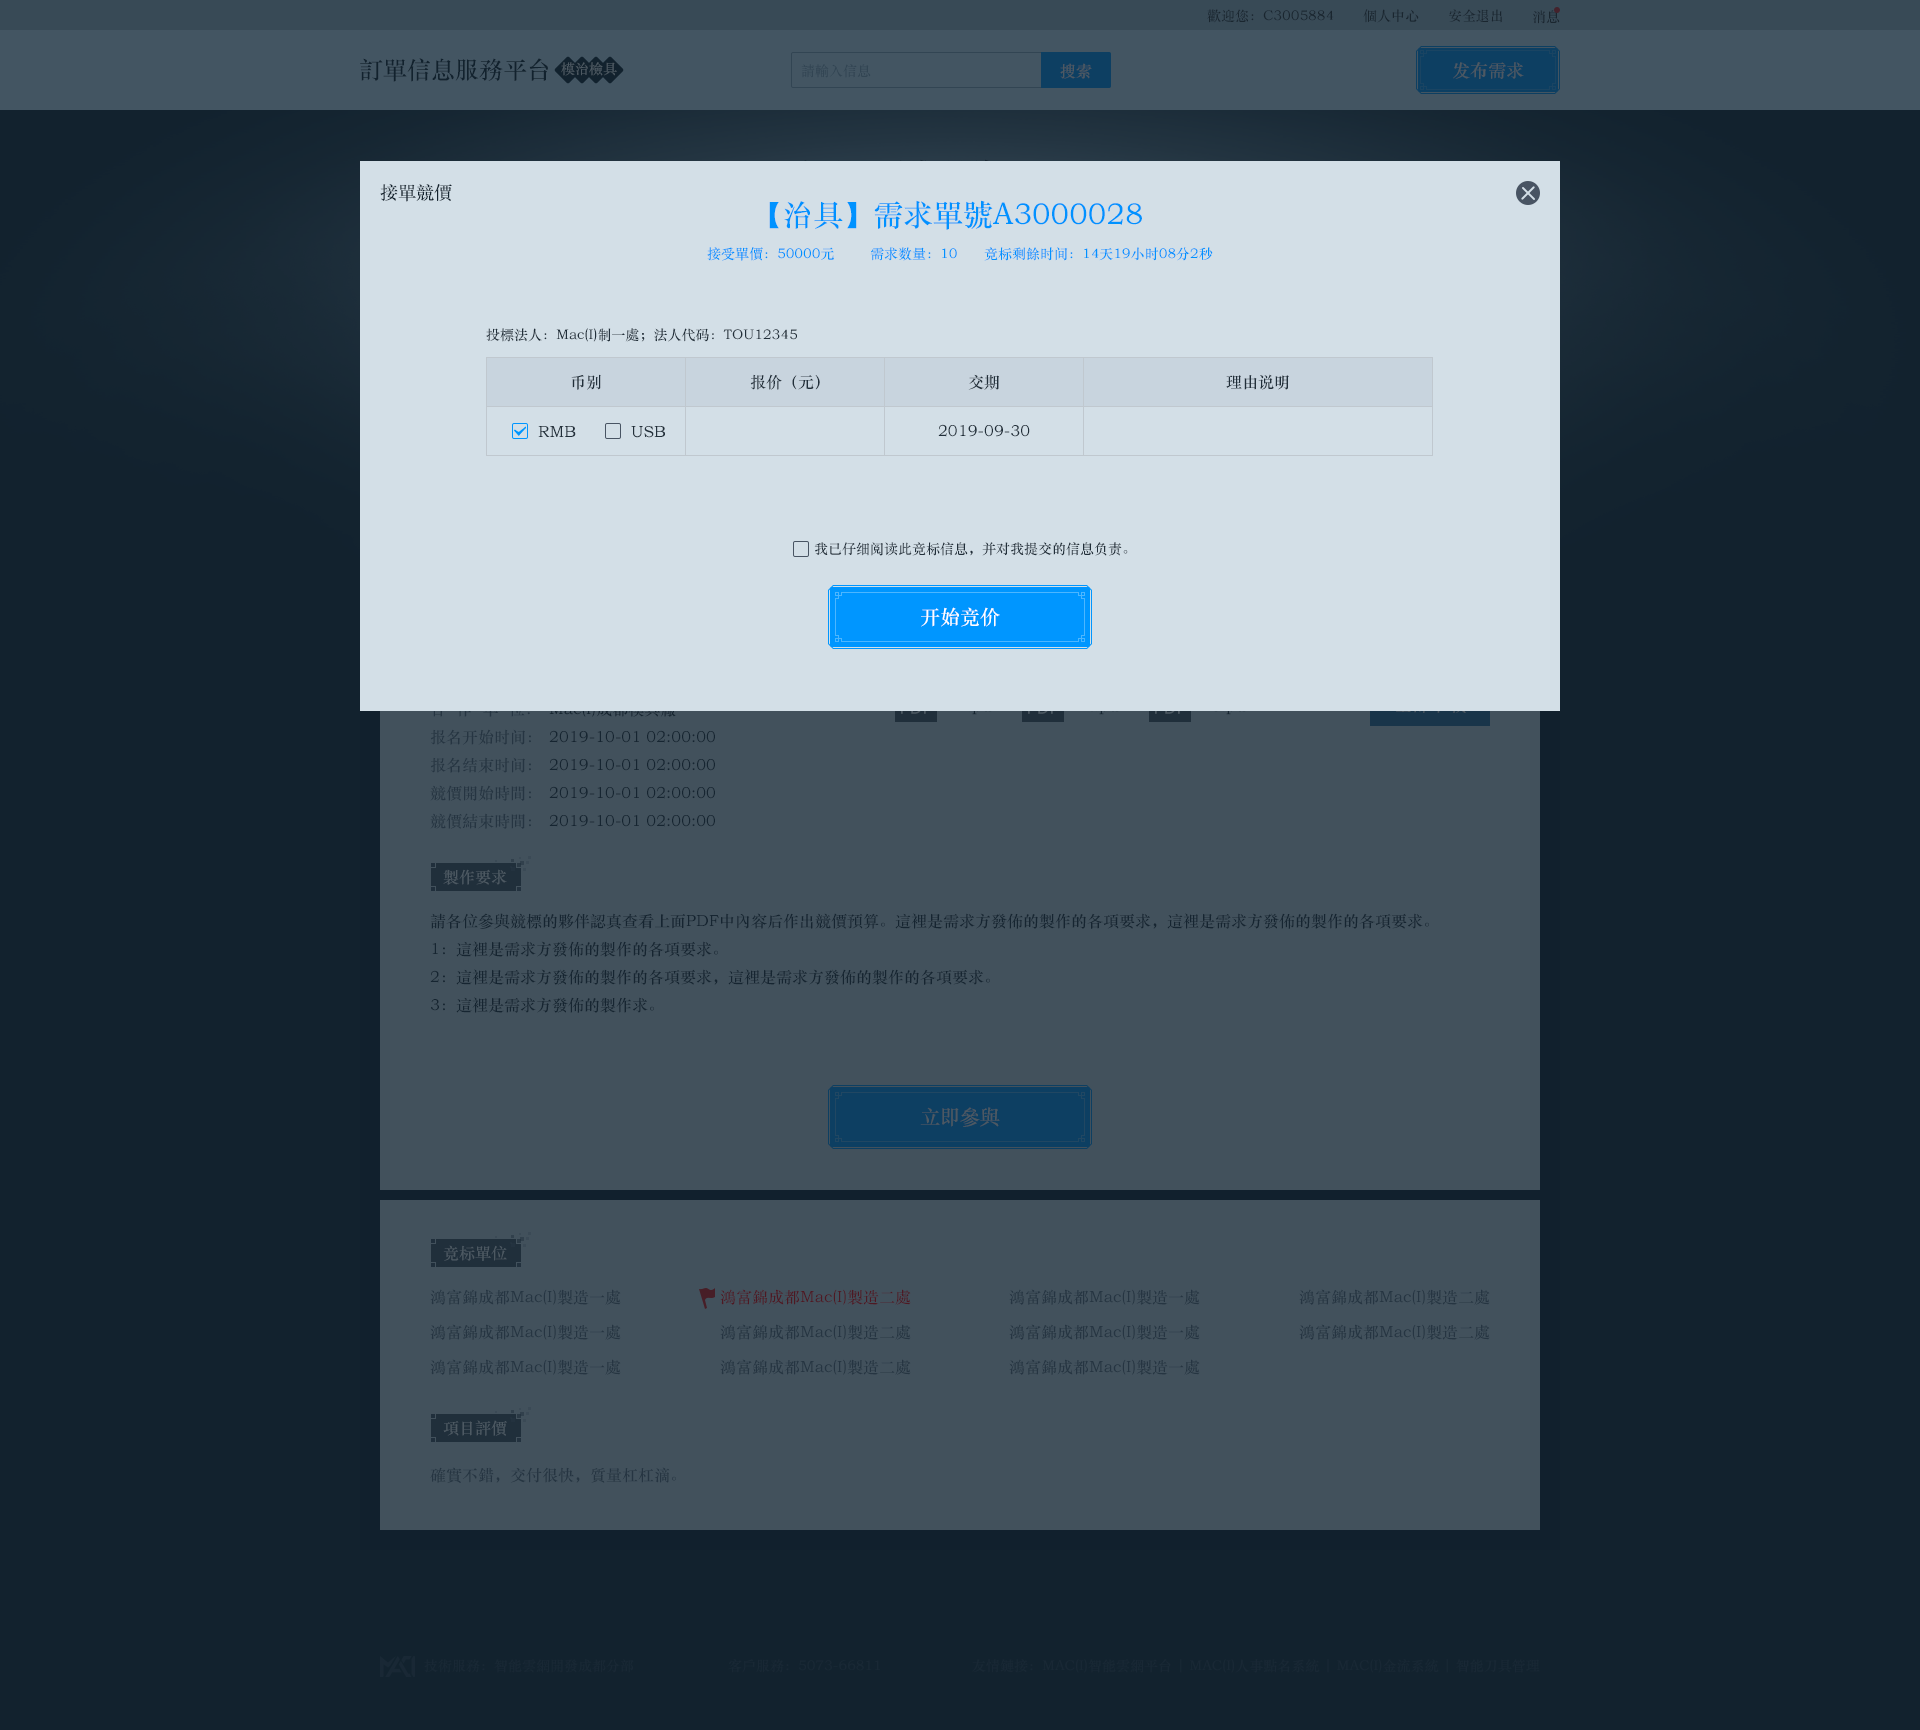 歡迎您：C3005884 個人中心 安全退出 消息
訂單信息服務平台 模治檢具 請輸入信息 搜索 发布需求
接單競價
【治具】需求單號A3000028
接受單價：50000元 需求数量：10 竞标剩餘时间：14天19小时08分2秒
投標法人：Mac(I)制一處；法人代码：TOU12345
币别 报价（元） 交期 理由说明
RMB USB 2019-09-30
我已仔细阅读此竞标信息，并对我提交的信息负责。
开始竞价
报名开始时间： 2019-10-01 02:00:00
报名结束时间： 2019-10-01 02:00:00
競價開始時間： 2019-10-01 02:00:00
競價結束時間： 2019-10-01 02:00:00
製作要求
請各位參與競標的夥伴認真查看上面PDF中內容后作出競價預算。這裡是需求方發佈的製作的各項要求，這裡是需求方發佈的製作的各項要求。
1：這裡是需求方發佈的製作的各項要求。
2：這裡是需求方發佈的製作的各項要求，這裡是需求方發佈的製作的各項要求。
3：這裡是需求方發佈的製作求。
立即參與
竞标單位
鴻富錦成都Mac(I)製造一處 鴻富錦成都Mac(I)製造二處 鴻富錦成都Mac(I)製造一處 鴻富錦成都Mac(I)製造二處
鴻富錦成都Mac(I)製造一處 鴻富錦成都Mac(I)製造二處 鴻富錦成都Mac(I)製造一處 鴻富錦成都Mac(I)製造二處
鴻富錦成都Mac(I)製造一處 鴻富錦成都Mac(I)製造二處 鴻富錦成都Mac(I)製造一處
項目評價
確實不錯，交付很快，質量杠杠滴。